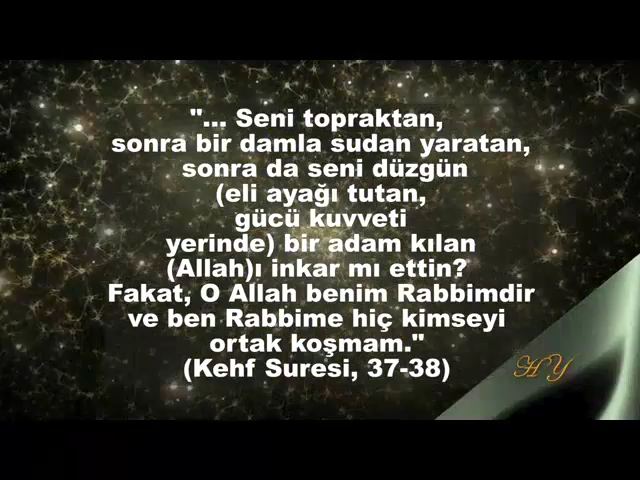 "... Seni topraktan,
sonra bir damla sudan yaratan,
sonra da seni düzgün
(eli ayağı tutan,
gücü kuvveti
yerinde) bir adam kılan
(Allah)ı inkar mı ettin?
Fakat, O Allah benim Rabbimdir
ve ben Rabbime hiç kimseyi
ortak koşmam."
(Kehf Suresi, 37-38)
HY